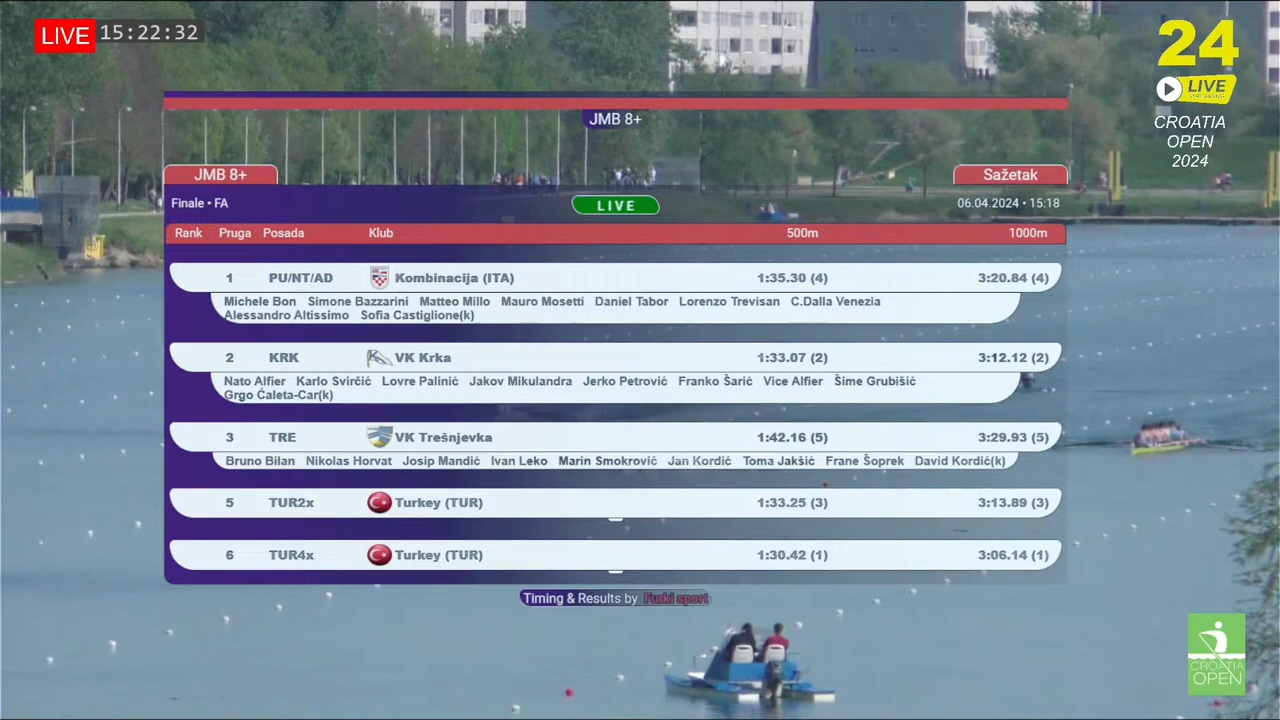 LIVE 15:22:32
24
LIVE
CROATIA
OPEN
2024
JMB 8+
JMB 8+ Sažetak
Finale • FA LIVE 06.04.2024 • 15:18
Rank Pruga Posada Klub 500m 1000m
1 PU/NT/AD Kombinacija (ITA) 1:35.30 (4) 3:20.84 (4)
Michele Bon Simone Bazzarini Matteo Millo Mauro Mosetti Daniel Tabor Lorenzo Trevisan C.Dalla Venezia
Alessandro Altissimo Sofia Castiglione(k)
2 KRK VK Krka 1:33.07 (2) 3:12.12 (2)
Nato Alfier Karlo Svirčić Lovre Palinić Jakov Mikulandra Jerko Petrović Franko Šarić Vice Alfier Šime Grubišić
Grgo Ćaleta-Car(k)
3 TRE VK Trešnjevka 1:42.16 (5) 3:29.93 (5)
Bruno Bilan Nikolas Horvat Josip Mandić Ivan Leko Marin Smokrović Jan Kordić Toma Jakšić Frane Šoprek David Kordić(k)
5 TUR2x Turkey (TUR) 1:33.25 (3) 3:13.89 (3)
6 TUR4x Turkey (TUR) 1:30.42 (1) 3:06.14 (1)
Timing & Results by Furki sport
CROATIA
OPEN